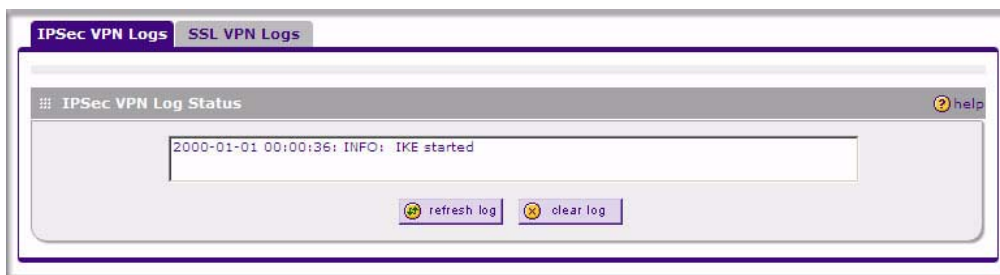 IPSec VPN Logs SSL VPN Logs
IPSec VPN Log Status
help
2000-01-01 00:00:36: INFO: IKE started
refresh log clear log